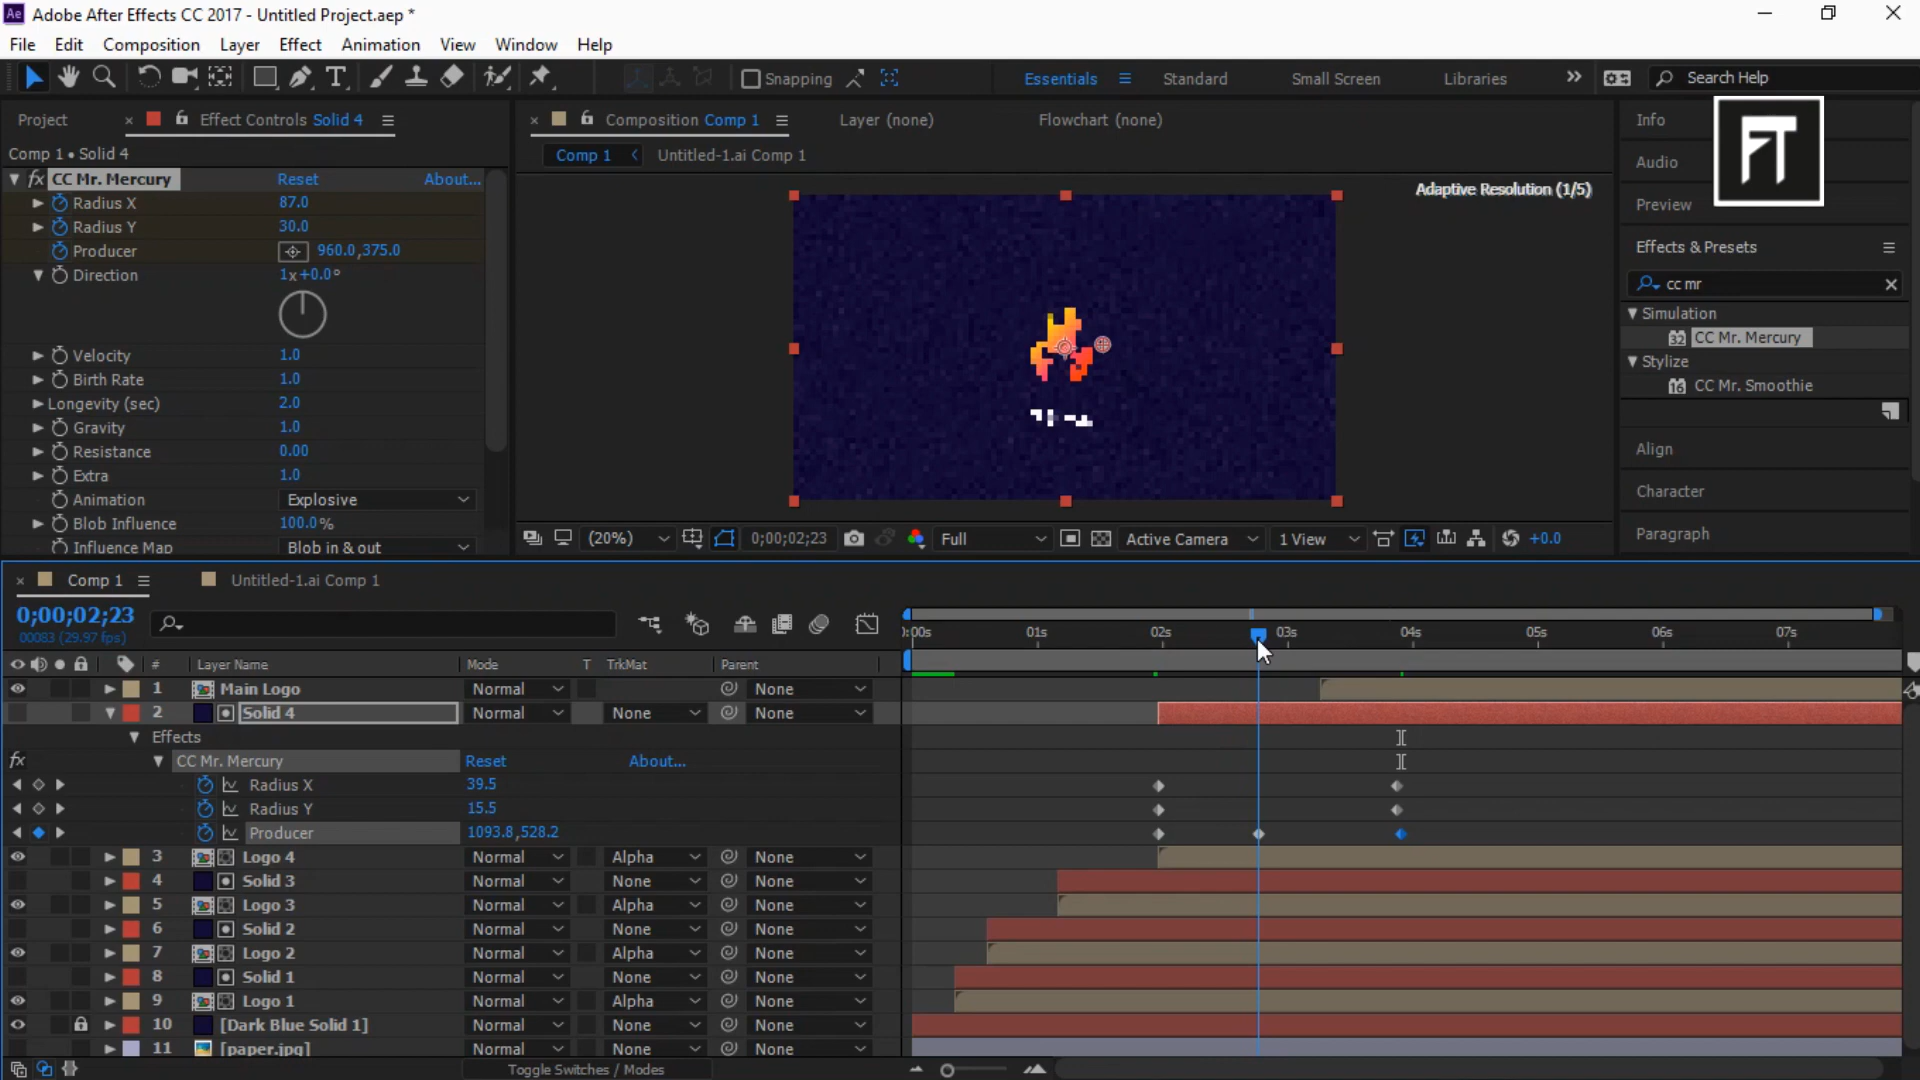 Ae Adobe After Effects CC 2017 - Untitled Project.aep *
File Edit Composition Layer Effect Animation View Window Help
Snapping Essentials Standard Small Screen Libraries Search Help
Project Effect Controls Solid 4 Composition Comp 1 Layer (none) Flowchart (none) Info
Comp 1 • Solid 4 Comp 1 Untitled-1.ai Comp 1 Audio
FT
fx CC Mr. Mercury Reset About...
Adaptive Resolution (1/5)
Radius X 87.0 Preview
Radius Y 30.0
Producer 960.0,375.0 Effects & Presets
Direction 1x+0.0° cc mr
Simulation
CC Mr. Mercury
Velocity 1.0 Stylize
Birth Rate 1.0 CC Mr. Smoothie
Longevity (sec) 2.0
Gravity 1.0
Resistance 0.00 Align
Extra 1.0
Animation Explosive Character
Blob Influence 100.0%
(20%) 0;00;02;23 Full Active Camera 1 View +0.0 Paragraph
Influence Map Blob in & out
Comp 1 Untitled-1.ai Comp 1
0;00;02;23
00083 (29.97 fps)
0:00s 01s 02s 03s 04s 05s 06s 07s
# Layer Name Mode T TrkMat Parent
1 Main Logo Normal None
2 Solid 4 Normal None None
Effects
fx CC Mr. Mercury Reset About...
Radius X 39.5
Radius Y 15.5
Producer 1093.8,528.2
3 Logo 4 Normal Alpha None
4 Solid 3 Normal None None
5 Logo 3 Normal Alpha None
6 Solid 2 Normal None None
7 Logo 2 Normal Alpha None
8 Solid 1 Normal None None
9 Logo 1 Normal Alpha None
10 [Dark Blue Solid 1] Normal None None
11 [paper.jpg] Normal None None
Toggle Switches / Modes